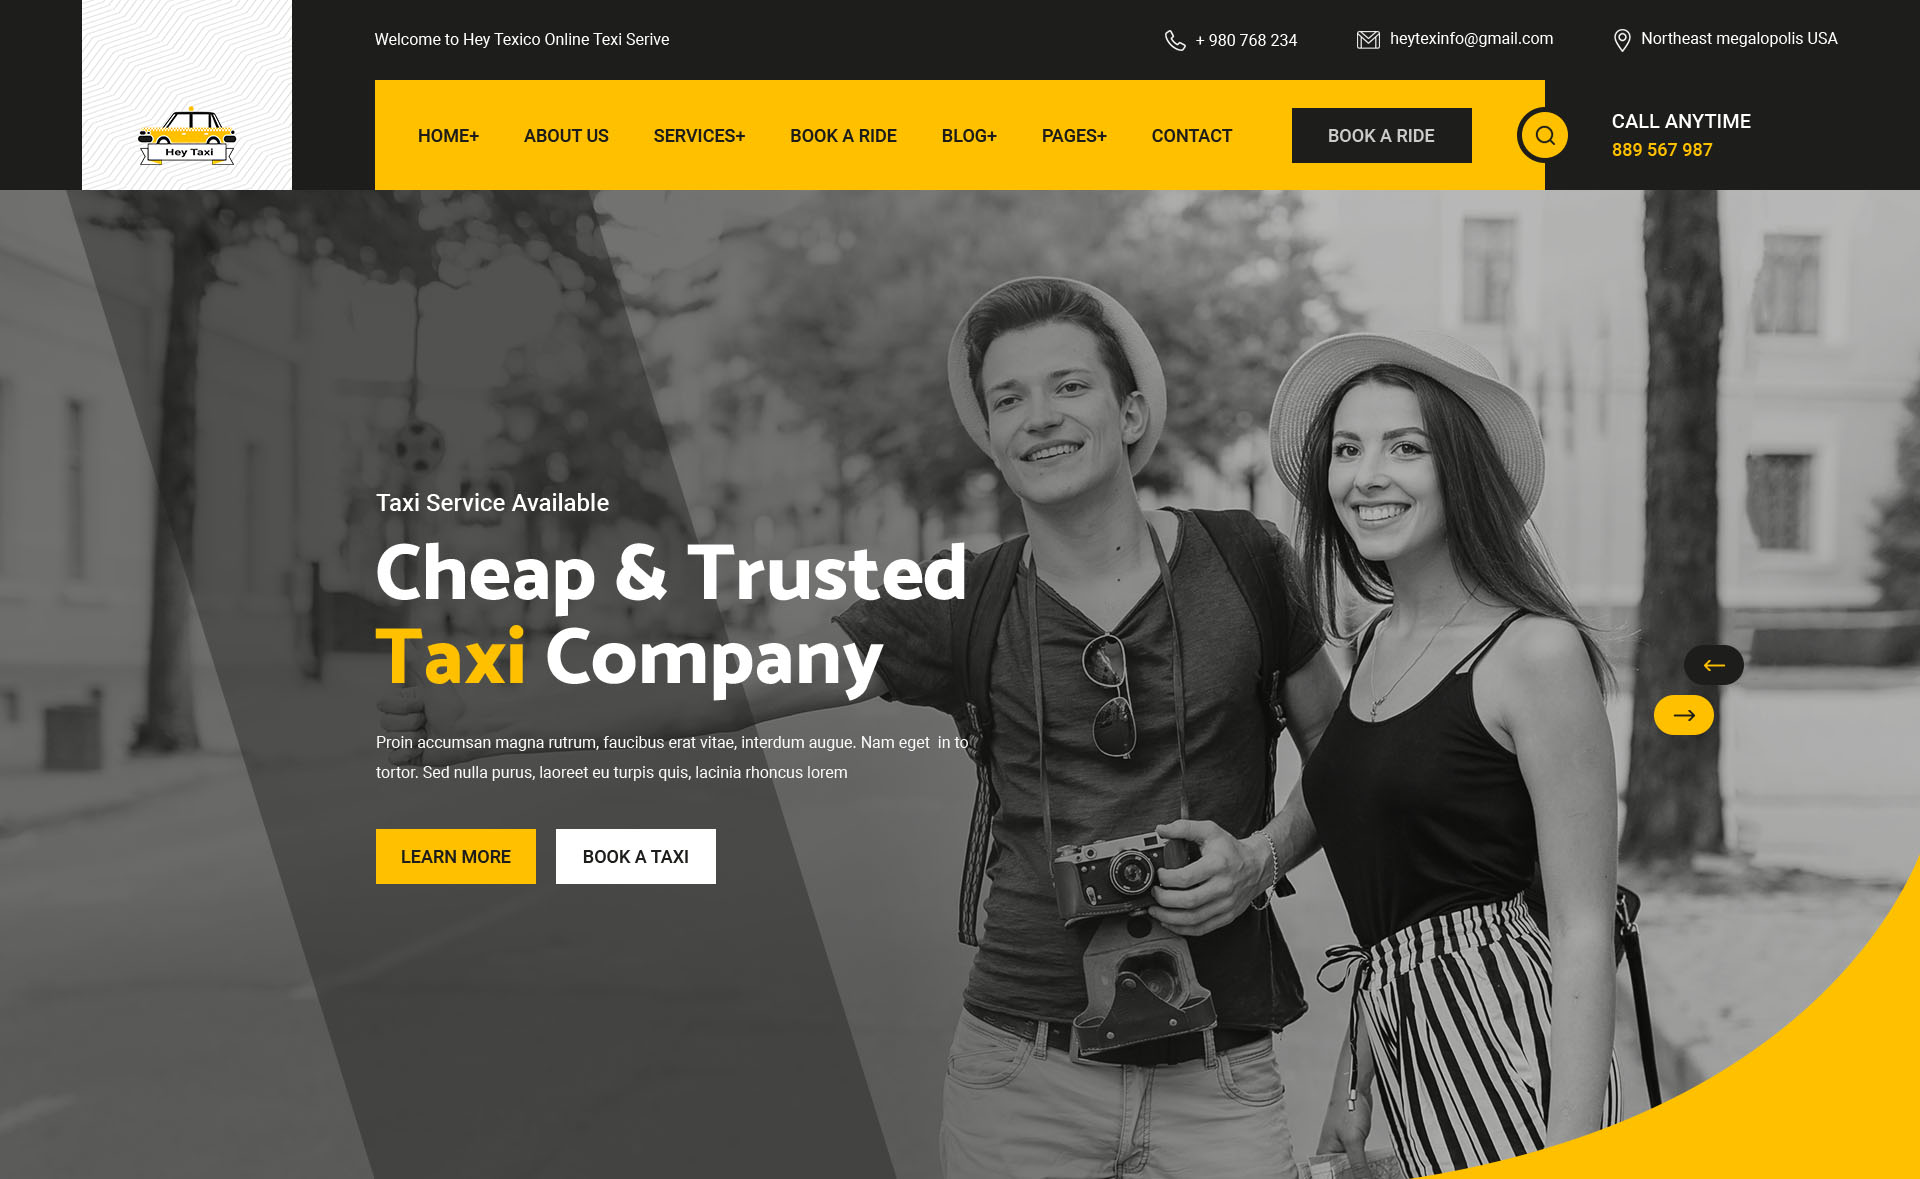 Welcome to Hey Texico Online Texi Serive
+ 980 768 234
heytexinfo@gmail.com
Northeast megalopolis USA
Hey Taxi
HOME+
ABOUT US
SERVICES+
BOOK A RIDE
BLOG+
PAGES+
CONTACT
BOOK A RIDE
CALL ANYTIME
889 567 987
Taxi Service Available
Cheap & Trusted
Taxi Company
Proin accumsan magna rutrum, faucibus erat vitae, interdum augue. Nam eget in to
tortor. Sed nulla purus, laoreet eu turpis quis, lacinia rhoncus lorem
LEARN MORE
BOOK A TAXI